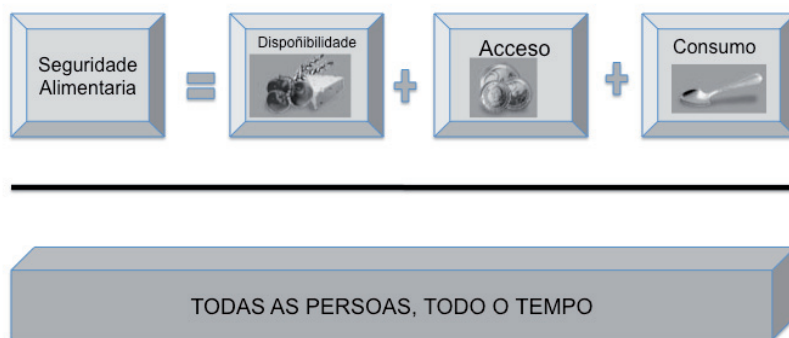 Seguridade
Alimentaria
=
Dispoñibilidade
+
Acceso
+
Consumo
TODAS AS PERSOAS, TODO O TEMPO